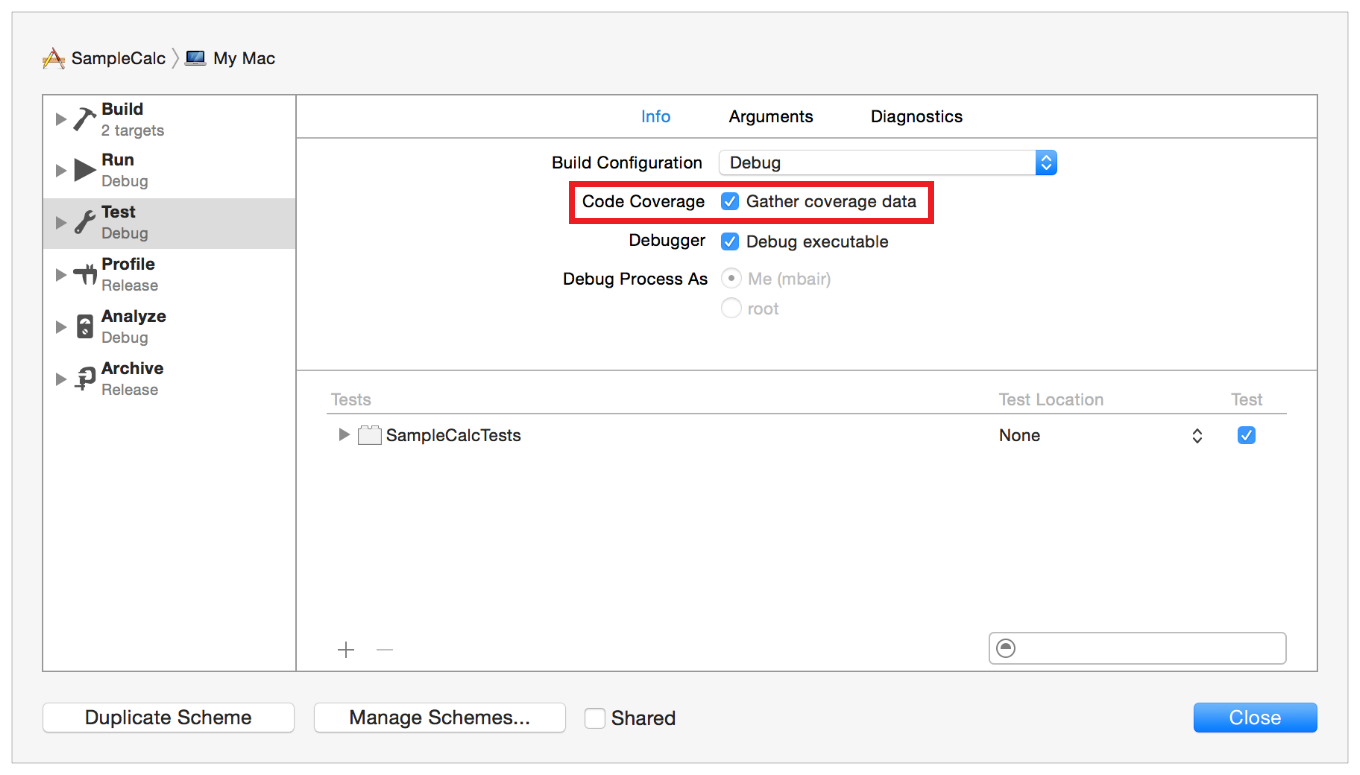 SampleCalc My Mac
Build
2 targets
Run
Debug
Test
Debug
Profile
Release
Analyze
Debug
Archive
Release
Info Arguments Diagnostics
Build Configuration Debug
Code Coverage Gather coverage data
Debugger Debug executable
Debug Process As Me (mbair)
root
Tests Test Location Test
SampleCalcTests None
Duplicate Scheme Manage Schemes... Shared Close